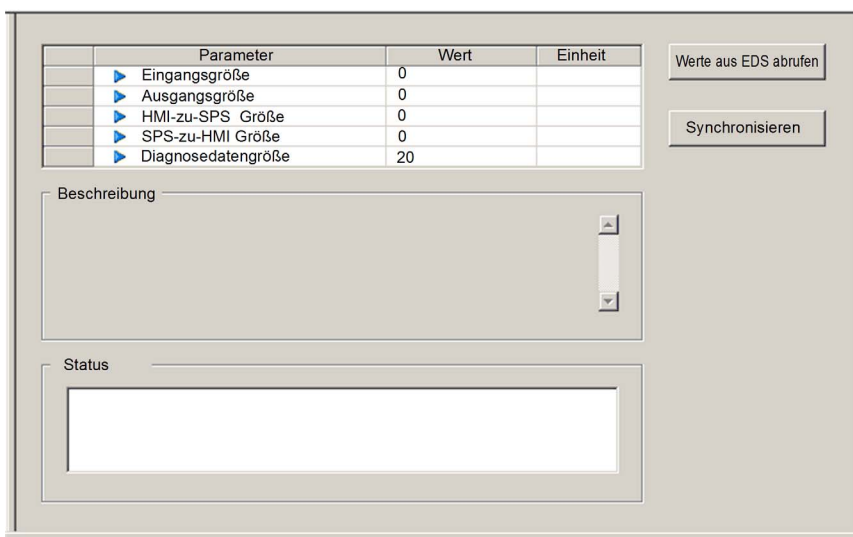 Parameter Wert Einheit
Eingangsgröße 0
Ausgangsgröße 0
HMI-zu-SPS Größe 0
SPS-zu-HMI Größe 0
Diagnosedatengröße 20
Werte aus EDS abrufen
Synchronisieren
Beschreibung
Status